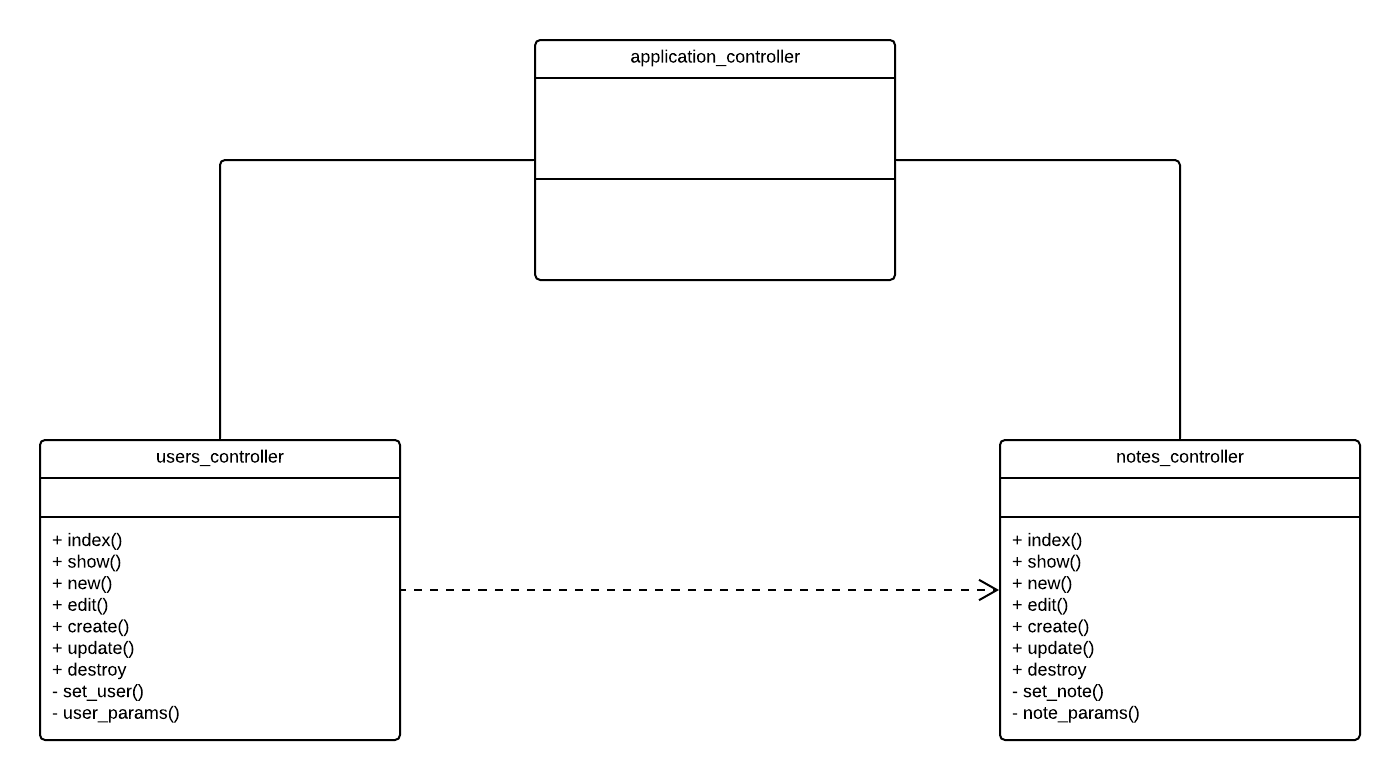 application_controller
users_controller
+ index()
+ show()
+ new()
+ edit()
+ create()
+ update()
+ destroy
- set_user()
- user_params()
notes_controller
+ index()
+ show()
+ new()
+ edit()
+ create()
+ update()
+ destroy
- set_note()
- note_params()